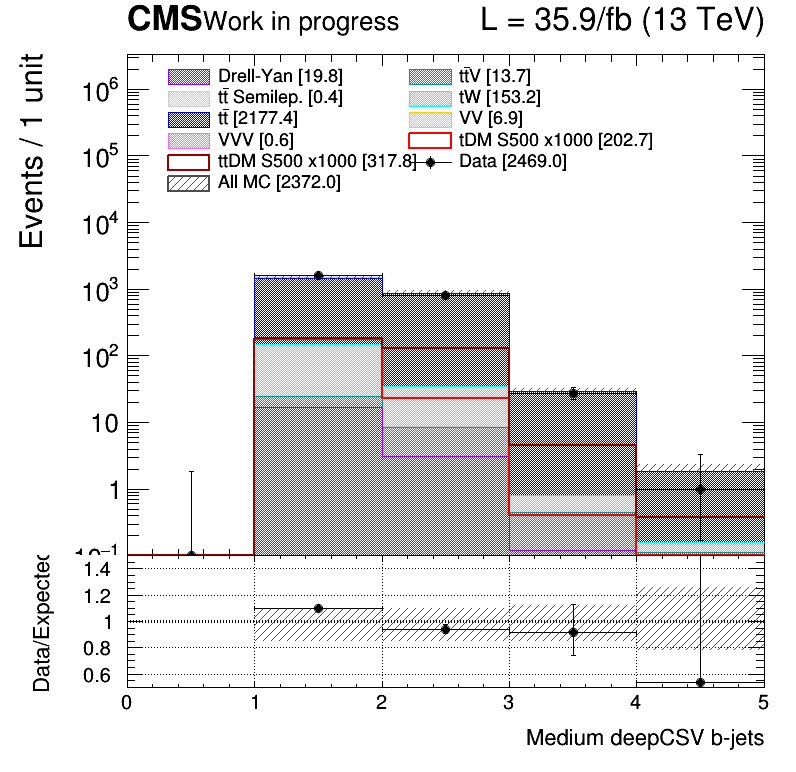 CMS Work in progress L = 35.9/fb (13 TeV)
Drell-Yan [19.8] tt̄V [13.7]
tt̄ Semilep. [0.4] tW [153.2]
tt̄ [2177.4] VV [6.9]
VVV [0.6] tDM S500 x1000 [202.7]
ttDM S500 x1000 [317.8] Data [2469.0]
All MC [2372.0]
Events / 1 unit
10⁶
10⁵
10⁴
10³
10²
10
1
10⁻¹
Data/Expected
1.4
1.2
1
0.8
0.6
0 1 2 3 4 5
Medium deepCSV b-jets